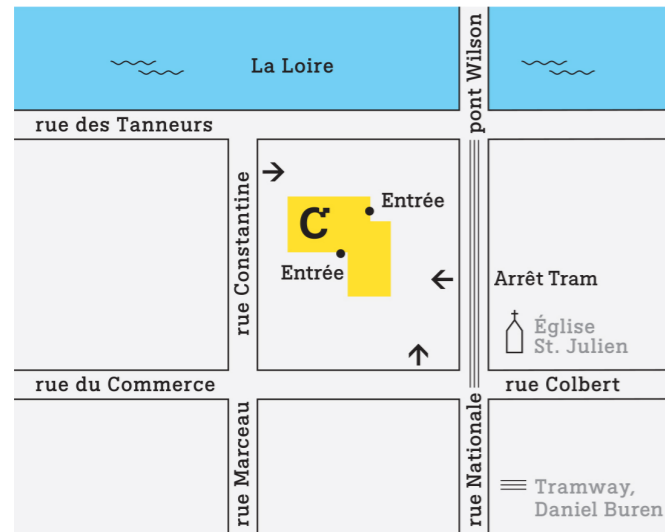 La Loire
pont Wilson
rue des Tanneurs
rue Constantine
Entrée
C
Entrée
Arrêt Tram
Église
St. Julien
rue du Commerce
rue Colbert
rue Marceau
rue Nationale
Tramway,
Daniel Buren